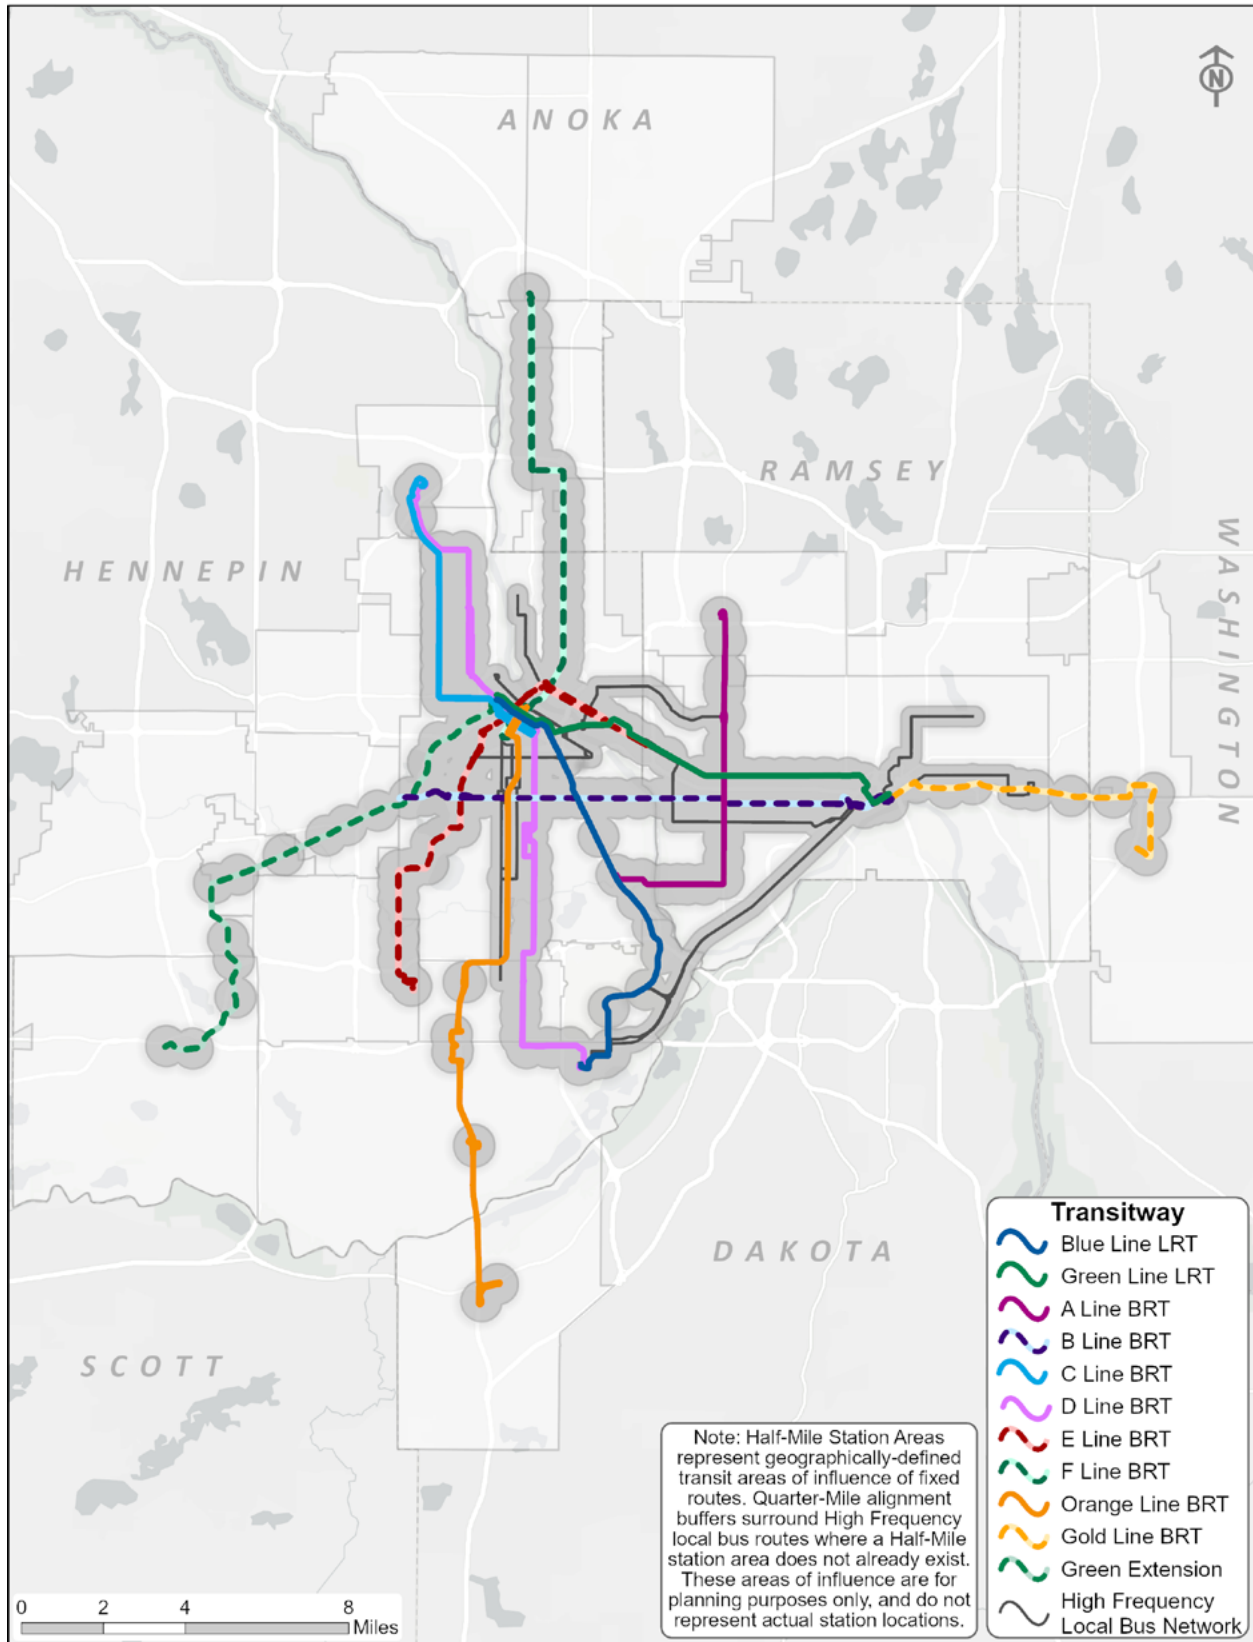 N
ANOKA
RAMSEY
HENNEPIN
WASHINGTON
DAKOTA
SCOTT
Transitway
Blue Line LRT
Green Line LRT
A Line BRT
B Line BRT
C Line BRT
D Line BRT
E Line BRT
F Line BRT
Orange Line BRT
Gold Line BRT
Green Extension
High Frequency
Local Bus Network
Note: Half-Mile Station Areas
represent geographically-defined
transit areas of influence of fixed
routes. Quarter-Mile alignment
buffers surround High Frequency
local bus routes where a Half-Mile
station area does not already exist.
These areas of influence are for
planning purposes only, and do not
represent actual station locations.
0 2 4 8
Miles